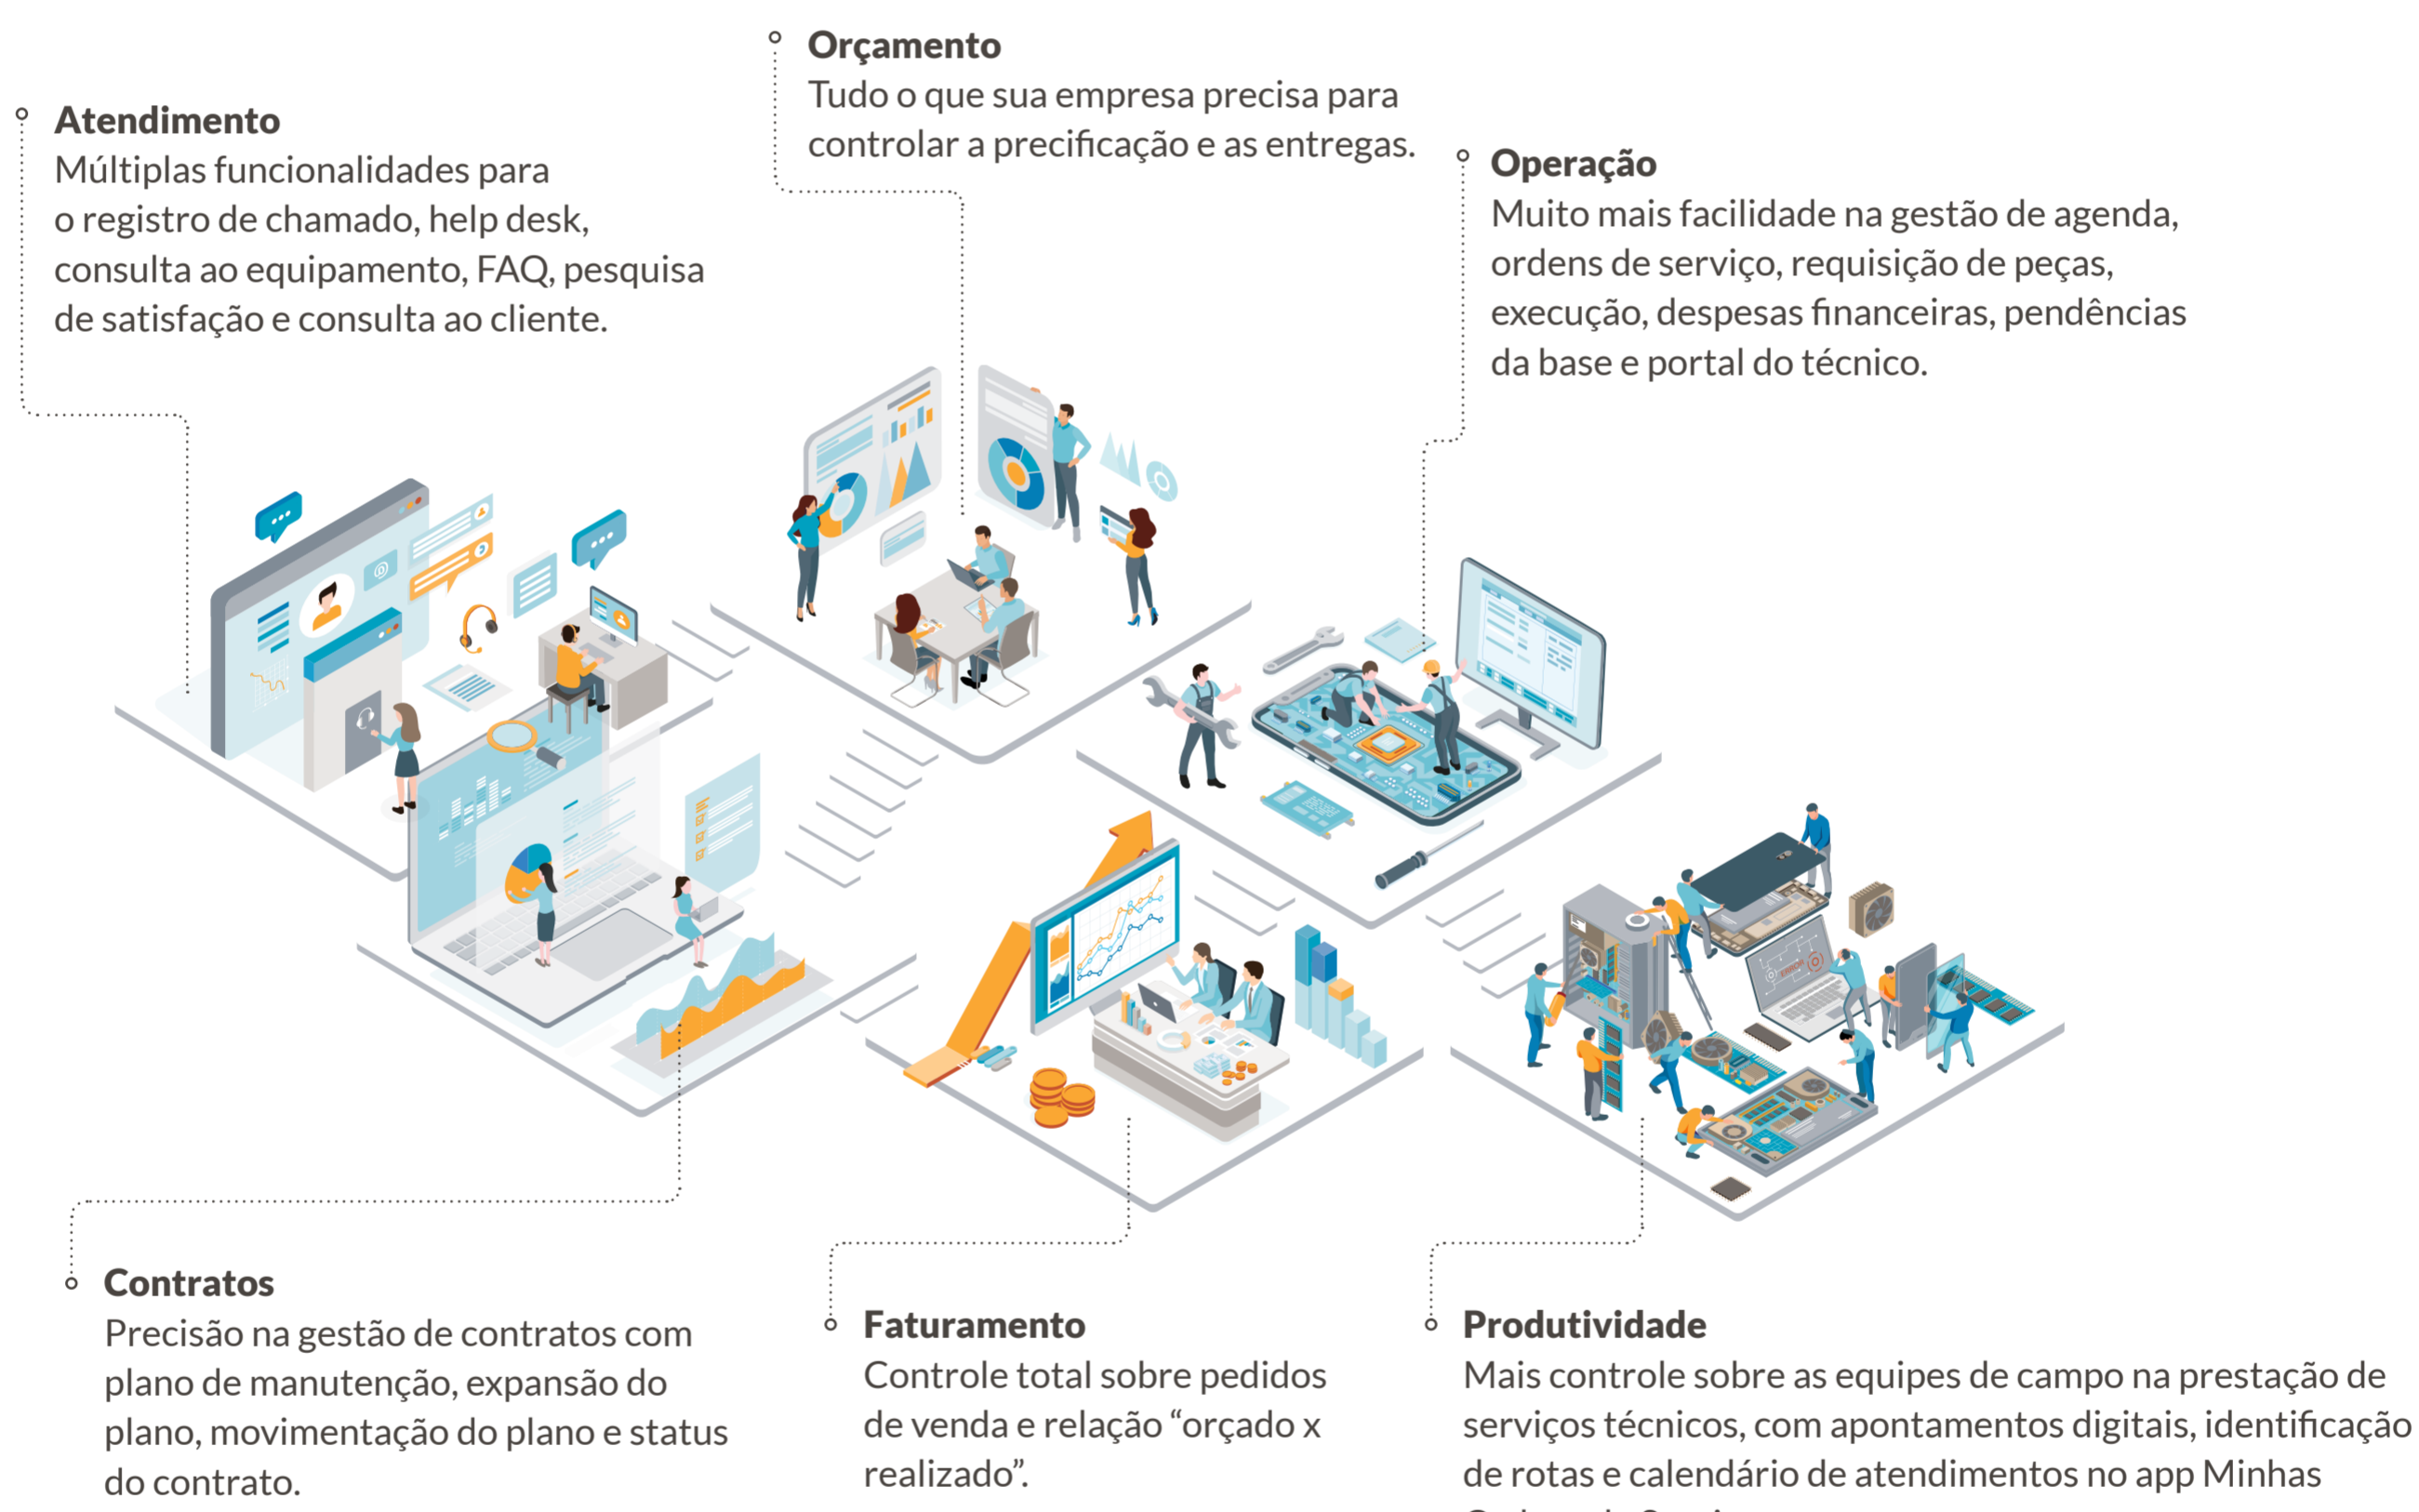 Orçamento
Tudo o que sua empresa precisa para
controlar a precificação e as entregas.
Atendimento
Múltiplas funcionalidades para
o registro de chamado, help desk,
consulta ao equipamento, FAQ, pesquisa
de satisfação e consulta ao cliente.
Operação
Muito mais facilidade na gestão de agenda,
ordens de serviço, requisição de peças,
execução, despesas financeiras, pendências
da base e portal do técnico.
ERROR
Contratos
Precisão na gestão de contratos com
plano de manutenção, expansão do
plano, movimentação do plano e status
do contrato.
Faturamento
Controle total sobre pedidos
de venda e relação “orçado x
realizado”.
Produtividade
Mais controle sobre as equipes de campo na prestação de
serviços técnicos, com apontamentos digitais, identificação
de rotas e calendário de atendimentos no app Minhas